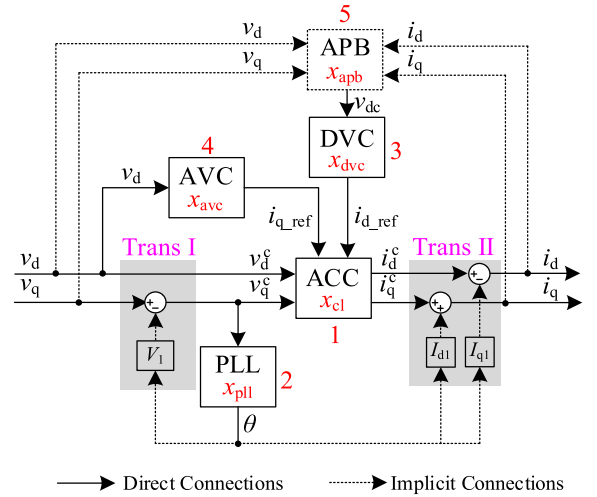 5
v_d
i_d
APB
v_q
i_q
x_apb
v_dc
4
DVC
3
x_dvc
v_d
AVC
x_avc
i_q_ref
i_d_ref
Trans I
Trans II
v_d
v_d^c
ACC
i_d^c
i_d
v_q
v_q^c
x_cl
i_q^c
i_q
+
−
+
+
+
−
1
V_1
I_d1
I_q1
PLL
2
x_pll
θ
Direct Connections
Implicit Connections